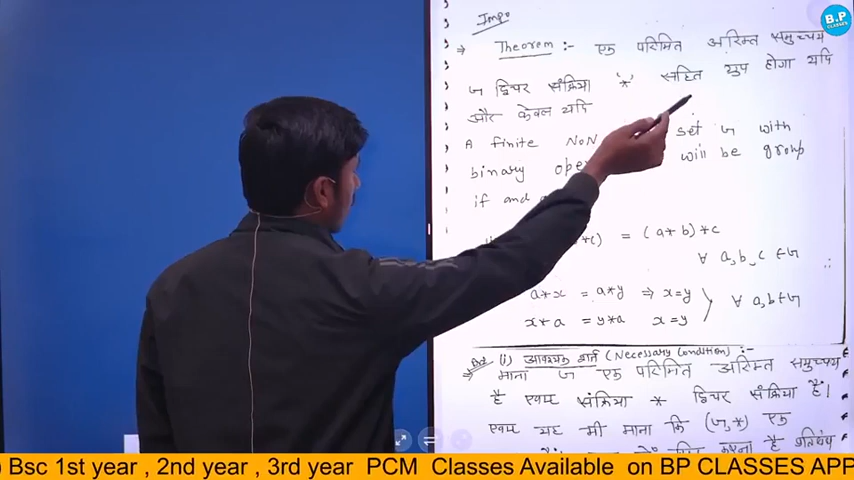 Impo
B.P
CLASSES
⇒ Theorem :- एक परिमित अरिक्त समुच्चय
G द्विचर संक्रिया '*' सहित ग्रुप होगा यदि
और केवल यदि
A finite NoN set G with
binary will be group
if and
= (a*b)*c
∀ a,b,c ∈ G
a*x = a*y ⇒ x=y
∀ a,b ∈ G
x*a = y*a x=y
(i) आवश्यक शर्त (Necessary Condition) :-
⇒ माना G एक परिमित अरिक्त समुच्चय
है एवम् संक्रिया * द्विचर संक्रिया है।
एवम यह भी माना कि (G,*) एक
करना है
Bsc 1st year , 2nd year , 3rd year PCM Classes Available on BP CLASSES APP